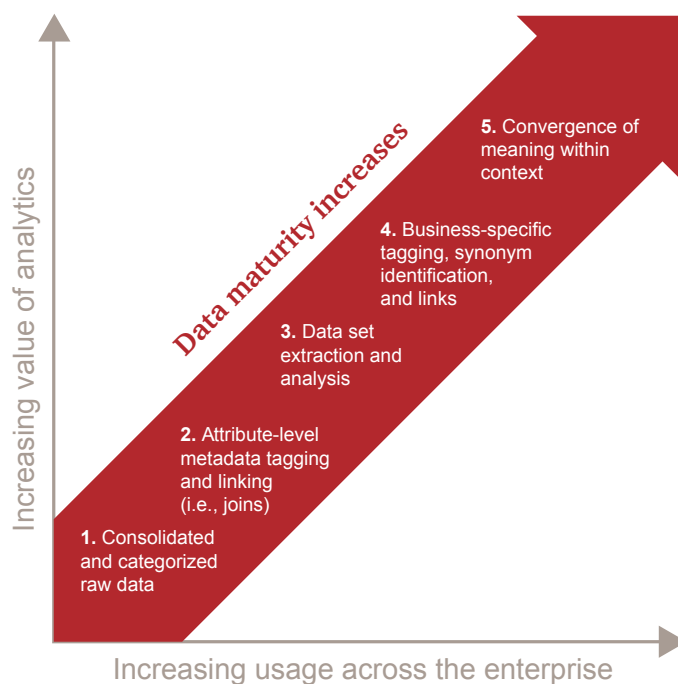 Increasing value of analytics
Data maturity increases
5. Convergence of
meaning within
context
4. Business-specific
tagging, synonym
identification,
and links
3. Data set
extraction and
analysis
2. Attribute-level
metadata tagging
and linking
(i.e., joins)
1. Consolidated
and categorized
raw data
Increasing usage across the enterprise